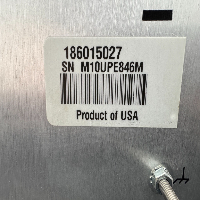 186015027
SN M10UPE846M
Product of USA